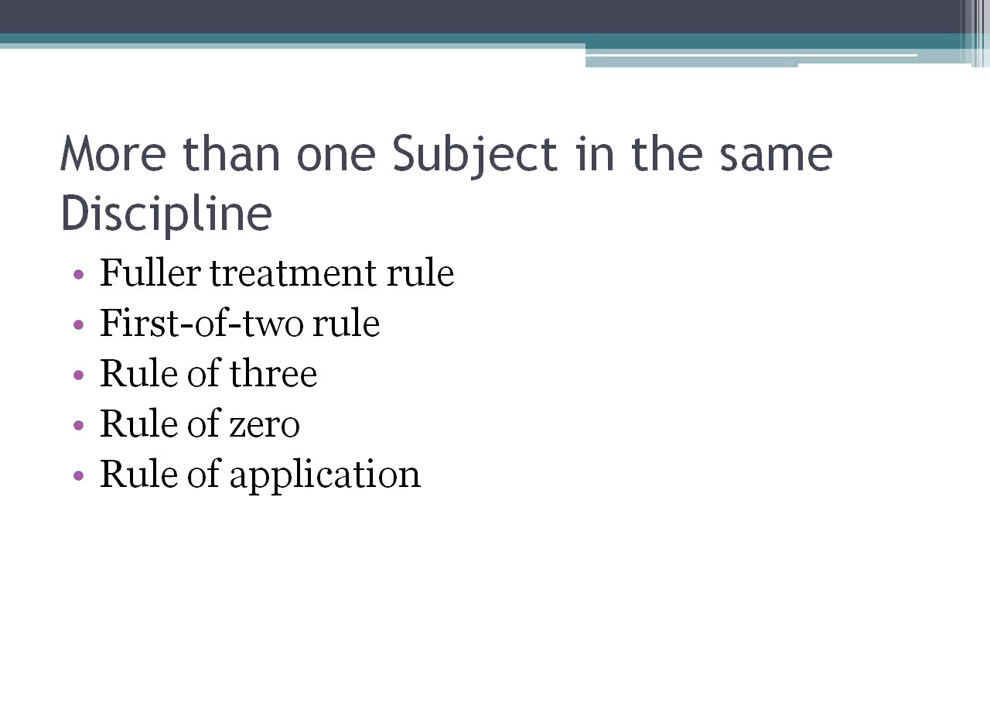 More than one Subject in the same
Discipline
• Fuller treatment rule
• First-of-two rule
• Rule of three
• Rule of zero
• Rule of application